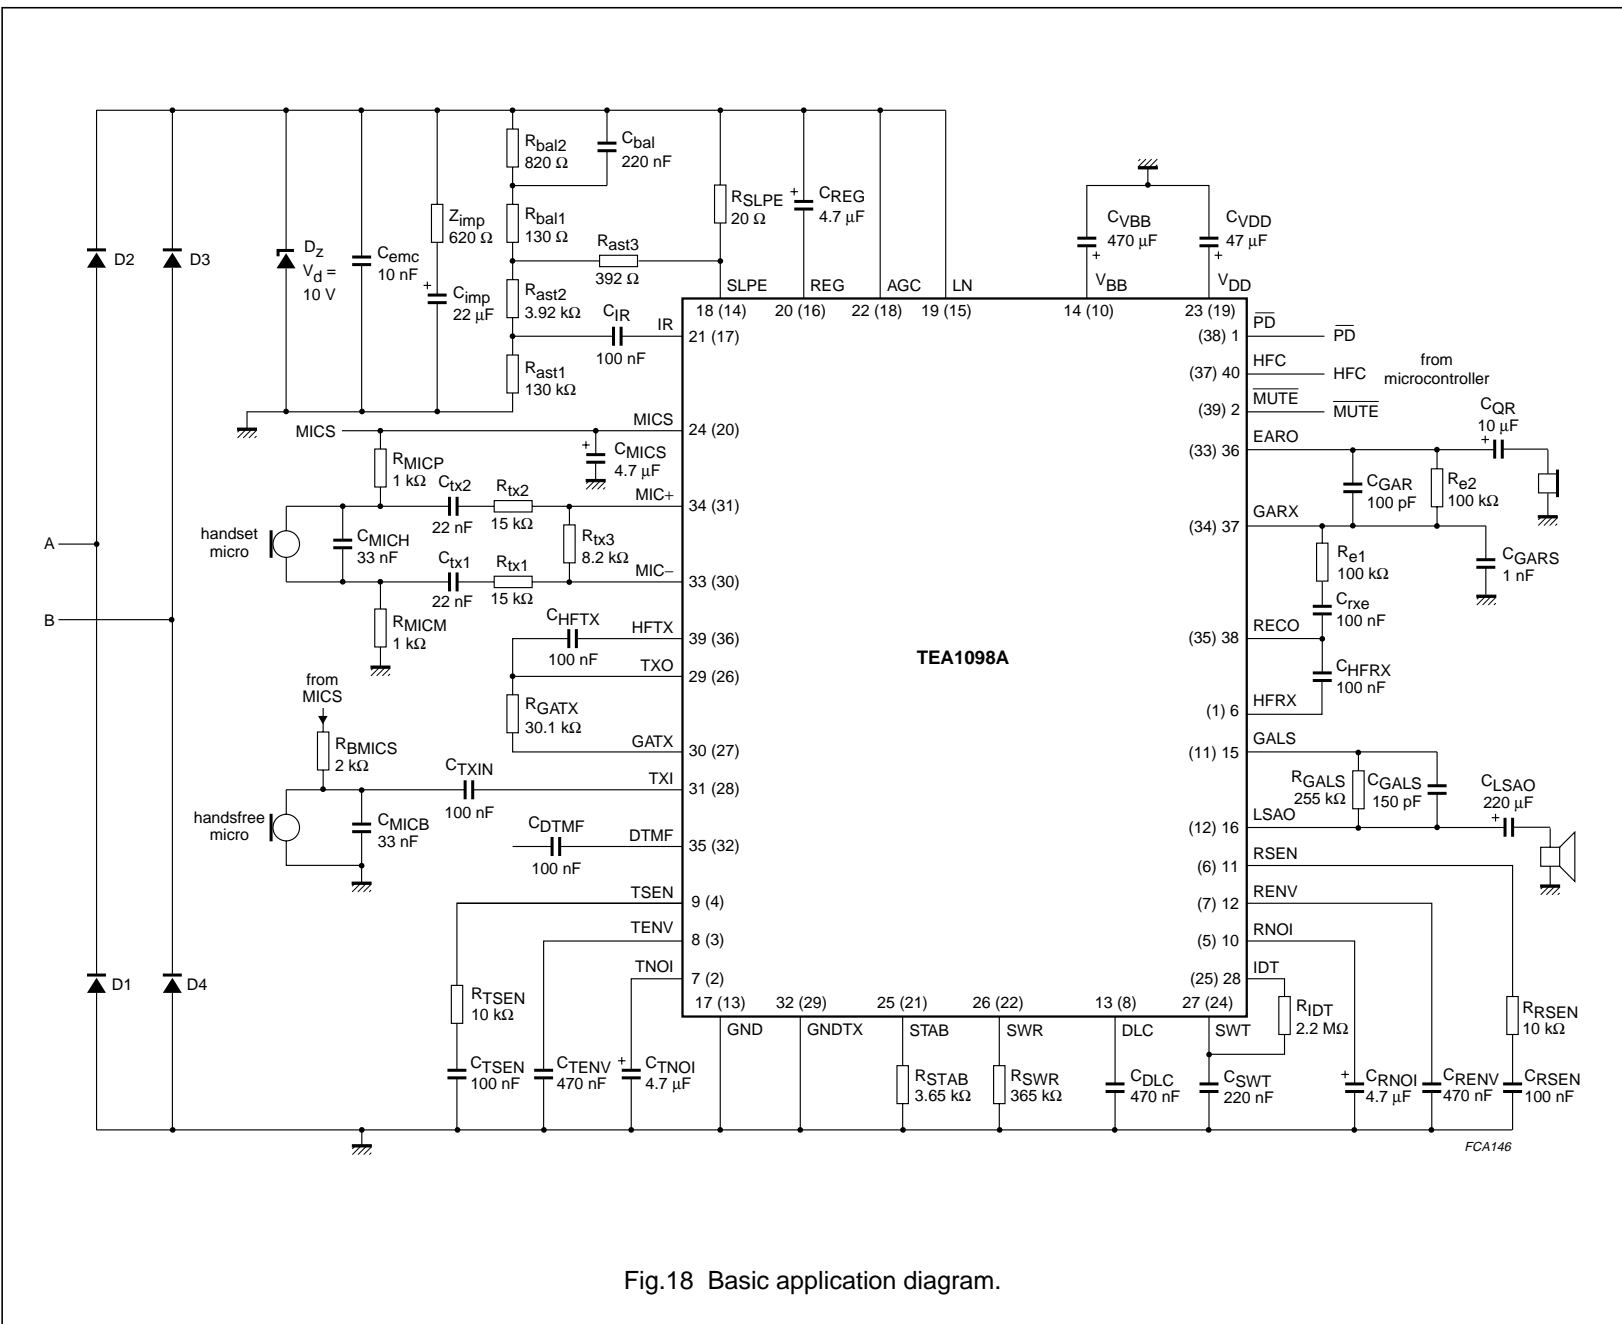 Rbal2
820 Ω
Cbal
220 nF
RSLPE
20 Ω
CREG
4.7 µF
+
Zimp
620 Ω
Rbal1
130 Ω
Rast3
392 Ω
CVBB
470 µF
+
CVDD
47 µF
+
D2
D3
DZ
Vd =
10 V
Cemc
10 nF
Cimp
22 µF
+
Rast2
3.92 kΩ
CIR
100 nF
Rast1
130 kΩ
SLPE
REG
AGC
LN
VBB
VDD
18 (14)
20 (16)
22 (18)
19 (15)
14 (10)
23 (19)
IR
21 (17)
(38) 1
PD
PD
(37) 40
HFC
HFC
from
microcontroller
(39) 2
MUTE
MUTE
MICS
MICS
24 (20)
(33) 36
EARO
CQR
10 µF
+
RMICP
1 kΩ
+
CMICS
4.7 µF
Ctx2
22 nF
Rtx2
15 kΩ
MIC+
34 (31)
CGAR
100 pF
Re2
100 kΩ
A
handset
micro
CMICH
33 nF
Rtx3
8.2 kΩ
(34) 37
GARX
Ctx1
22 nF
Rtx1
15 kΩ
MIC−
33 (30)
Re1
100 kΩ
CGARS
1 nF
B
RMICM
1 kΩ
CHFTX
100 nF
HFTX
39 (36)
Crxe
100 nF
(35) 38
RECO
TXO
29 (26)
TEA1098A
CHFRX
100 nF
from
MICS
RGATX
30.1 kΩ
(1) 6
HFRX
RBMICS
2 kΩ
GATX
30 (27)
(11) 15
GALS
CTXIN
100 nF
TXI
31 (28)
RGALS
255 kΩ
CGALS
150 pF
CLSAO
220 µF
+
handsfree
micro
CMICB
33 nF
(12) 16
LSAO
CDTMF
100 nF
DTMF
35 (32)
(6) 11
RSEN
TSEN
9 (4)
(7) 12
RENV
TENV
8 (3)
(5) 10
RNOI
TNOI
7 (2)
(25) 28
IDT
D1
D4
17 (13)
32 (29)
25 (21)
26 (22)
13 (8)
27 (24)
GND
GNDTX
STAB
SWR
DLC
SWT
RTSEN
10 kΩ
RIDT
2.2 MΩ
RRSEN
10 kΩ
CTSEN
100 nF
CTENV
470 nF
+
CTNOI
4.7 µF
RSTAB
3.65 kΩ
RSWR
365 kΩ
CDLC
470 nF
CSWT
220 nF
+
CRNOI
4.7 µF
CRENV
470 nF
CRSEN
100 nF
FCA146
Fig.18 Basic application diagram.